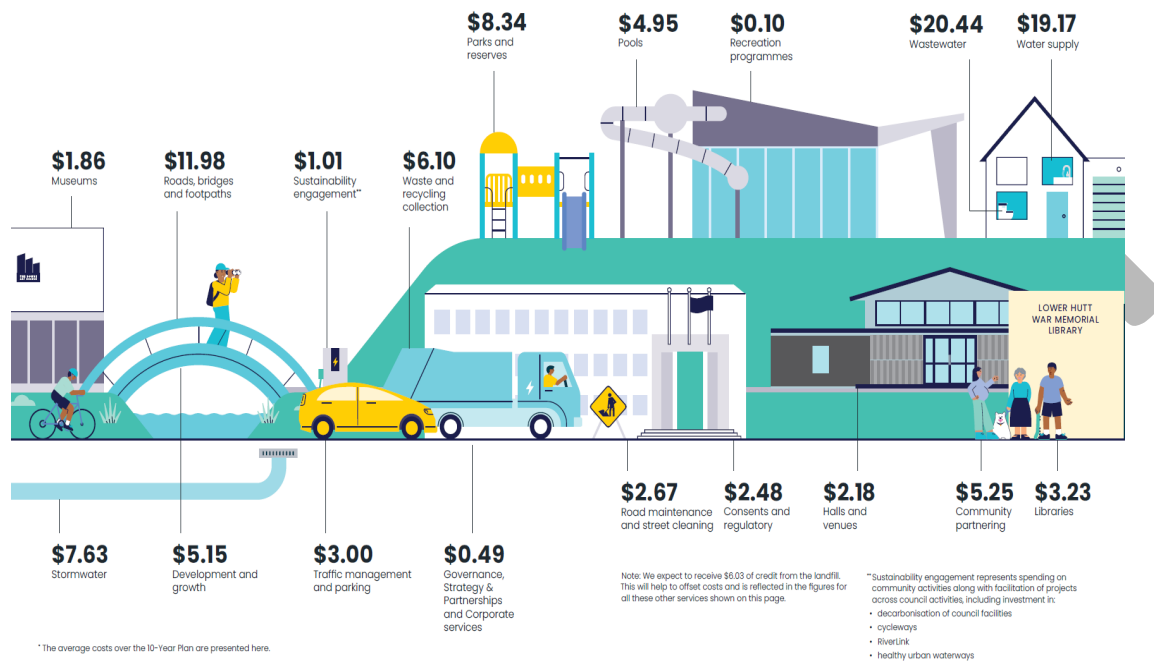 $8.34
Parks and
reserves
$4.95
Pools
$0.10
Recreation
programmes
$20.44
Wastewater
$19.17
Water supply
$1.86
Museums
$11.98
Roads, bridges
and footpaths
$1.01
Sustainability
engagement**
$6.10
Waste and
recycling
collection
LOWER HUTT
WAR MEMORIAL
LIBRARY
$2.67
Road maintenance
and street cleaning
$2.48
Consents and
regulatory
$2.18
Halls and
venues
$5.25
Community
partnering
$3.23
Libraries
$7.63
Stormwater
$5.15
Development and
growth
$3.00
Traffic management
and parking
$0.49
Governance,
Strategy &
Partnerships
and Corporate
services
Note: We expect to receive $6.03 of credit from the landfill.
This will help to offset costs and is reflected in the figures for
all these other services shown on this page.
**Sustainability engagement represents spending on
community activities along with facilitation of projects
across council activities, including investment in:
• decarbonisation of council facilities
• cycleways
• RiverLink
• healthy urban waterways
* The average costs over the 10-Year Plan are presented here.